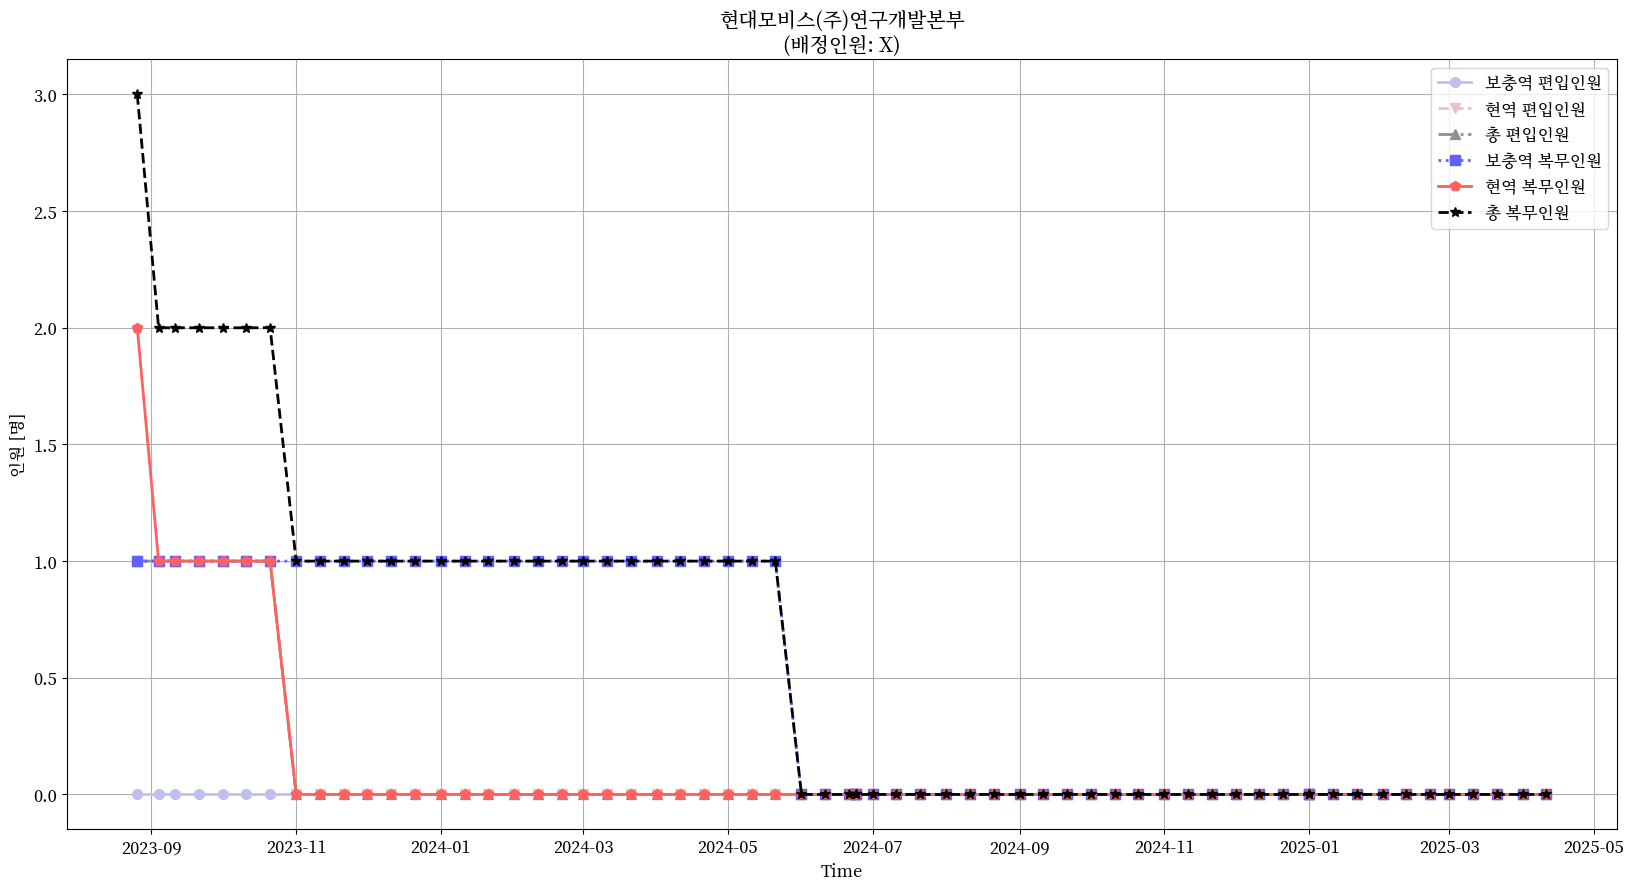 현대모비스(주)연구개발본부
(배정인원: X)
보충역 편입인원
현역 편입인원
총 편입인원
보충역 복무인원
현역 복무인원
총 복무인원
인원 [명]
3.0
2.5
2.0
1.5
1.0
0.5
0.0
2023-09
2023-11
2024-01
2024-03
2024-05
2024-07
2024-09
2024-11
2025-01
2025-03
2025-05
Time